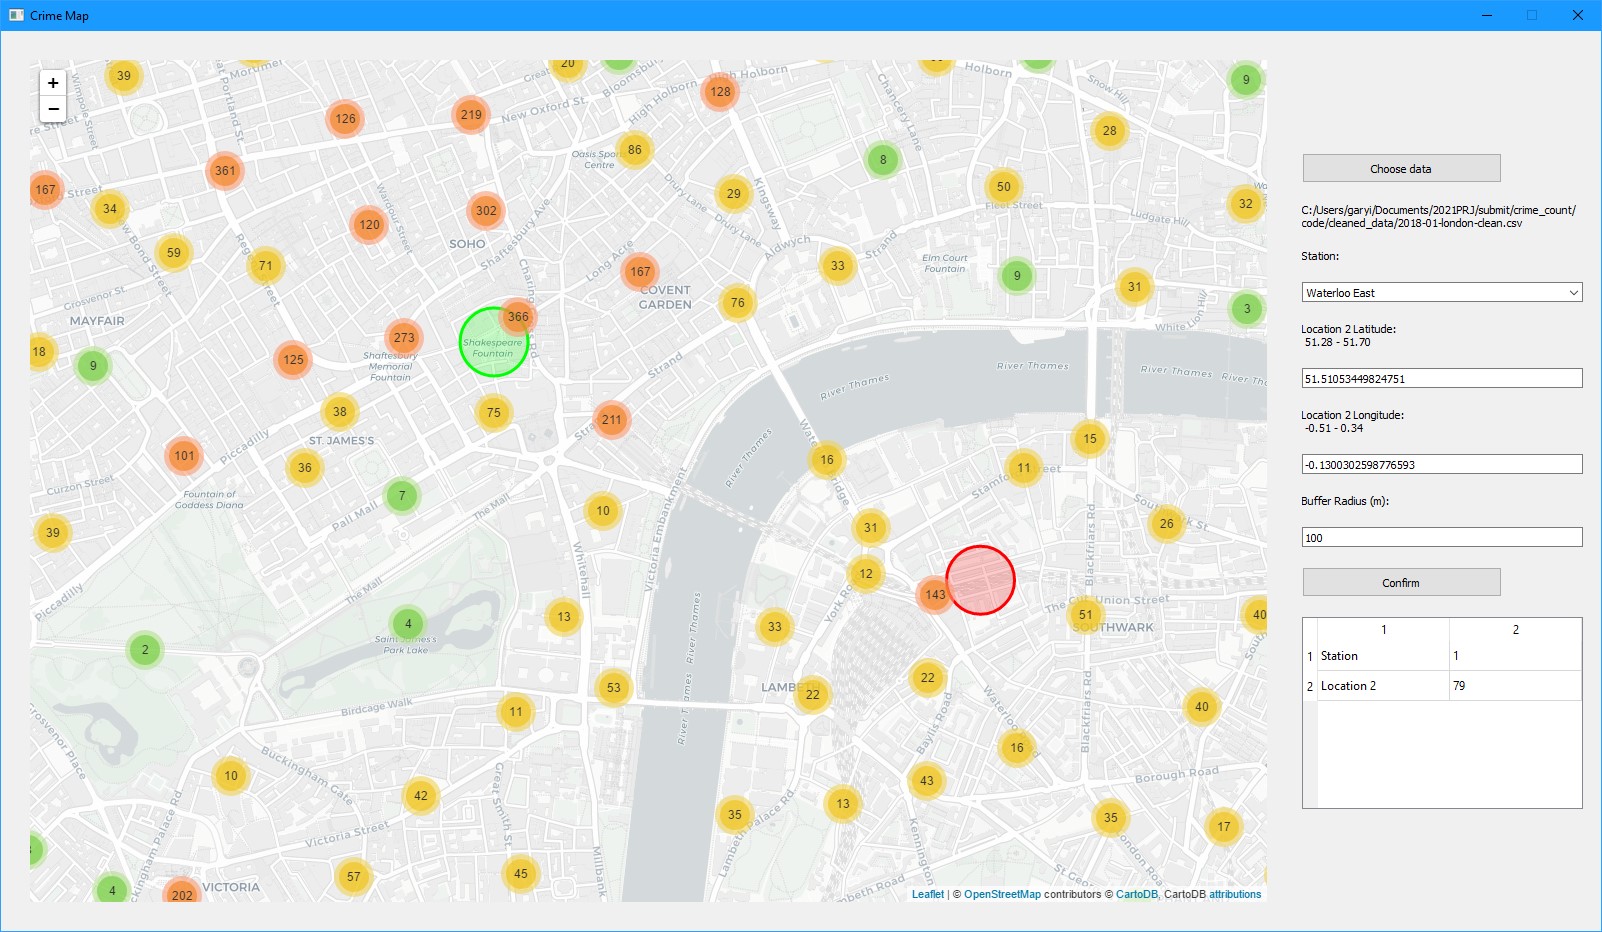 Crime Map
+
−
39
20
128
126
219
361
167
34
120
302
59
71
86
29
8
50
28
9
32
33
9
31
3
167
76
366
273
125
18
9
38
75
211
101
36
7
10
39
16
15
11
26
31
12
143
13
4
2
33
51
40
53
22
22
11
40
16
10
42
43
35
13
35
17
57
45
4
202
High Holborn
High Holborn
Holborn
Bloomsbury
New Oxford St.
Great Portland St.
Wimpole Street
Mortimer
Chancery Lane
Snow Hill
Oasis Sports
Centre
Drury Lane
Drury Lane
Kingsway
Fleet Street
Ludgate Hill
Wardour Street
SOHO
Shaftesbury Ave.
Long Acre
Aldwych
Strand
Elm Court
Fountain
W Bond Street
Regent Street
Grosvenor St.
MAYFAIR
Charing Cross Rd
COVENT
GARDEN
White Lion Hill
Shakespeare
Fountain
Shaftesbury
Memorial
Fountain
Strand
River Thames
River Thames
River Thames
ST. JAMES'S
Piccadilly
Curzon Street
Fountain of
Goddess Diana
Pall Mall
The Mall
The Mall
Piccadilly
Whitehall
Victoria Embankment
River Thames
Stamford Street
Southwark St.
Blackfriars Rd
York Road
The Cut
Union Street
SOUTHWARK
Saint James's
Park Lake
River Thames
River Thames
LAMBETH
Birdcage Walk
Grosvenor Place
Buckingham Gate
Baylis Road
Waterloo Road
Blackfriars Rd
Borough Road
Victoria Street
Great Smith St.
Millbank
Lambeth Palace Rd.
Lambeth Road
Kennington
London Road
Buckingham Palace Rd.
VICTORIA
Leaflet | © OpenStreetMap contributors © CartoDB, CartoDB attributions
Choose data
C:/Users/garyi/Documents/2021PRJ/submit/crime_count/
code/cleaned_data/2018-01-london-clean.csv
Station:
Waterloo East
Location 2 Latitude:
51.28 - 51.70
51.51053449824751
Location 2 Longitude:
-0.51 - 0.34
-0.1300302598776593
Buffer Radius (m):
100
Confirm
1 2
1 Station 1
2 Location 2 79